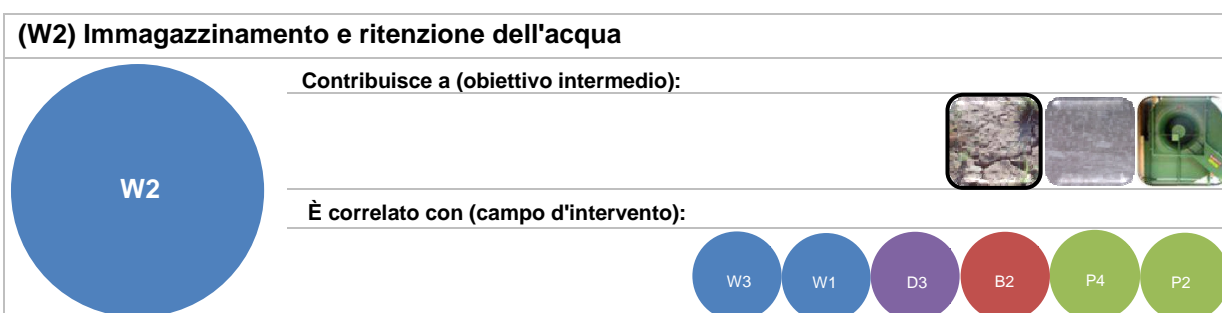 (W2) Immagazzinamento e ritenzione dell'acqua
Contribuisce a (obiettivo intermedio):
W2
È correlato con (campo d'intervento):
W3 W1 D3 B2 P4 P2